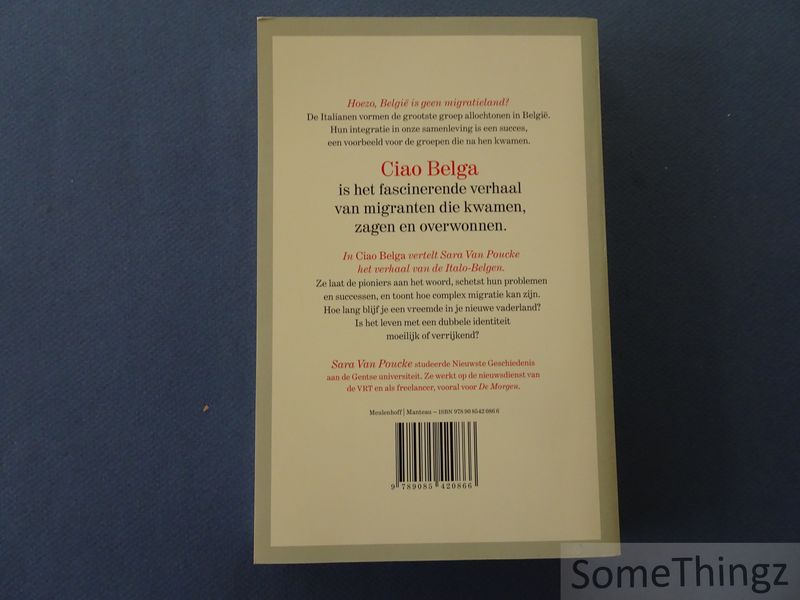 Hoezo, België is geen migratieland?
De Italianen vormen de grootste groep allochtonen in België.
Hun integratie in onze samenleving is een succes,
een voorbeeld voor de groepen die na hen kwamen.
Ciao Belga
is het fascinerende verhaal
van migranten die kwamen,
zagen en overwonnen.
In Ciao Belga vertelt Sara Van Poucke
het verhaal van de Italo-Belgen.
Ze laat de pioniers aan het woord, schetst hun problemen
en successen, en toont hoe complex migratie kan zijn.
Hoe lang blijf je een vreemde in je nieuwe vaderland?
Is het leven met een dubbele identiteit
moeilijk of verrijkend?
Sara Van Poucke studeerde Nieuwste Geschiedenis
aan de Gentse universiteit. Ze werkt op de nieuwsdienst van
de VRT en als freelancer, vooral voor De Morgen.
Meulenhoff | Manteau – ISBN 978 90 8542 086 6
9 789085 420866
SomeThingz